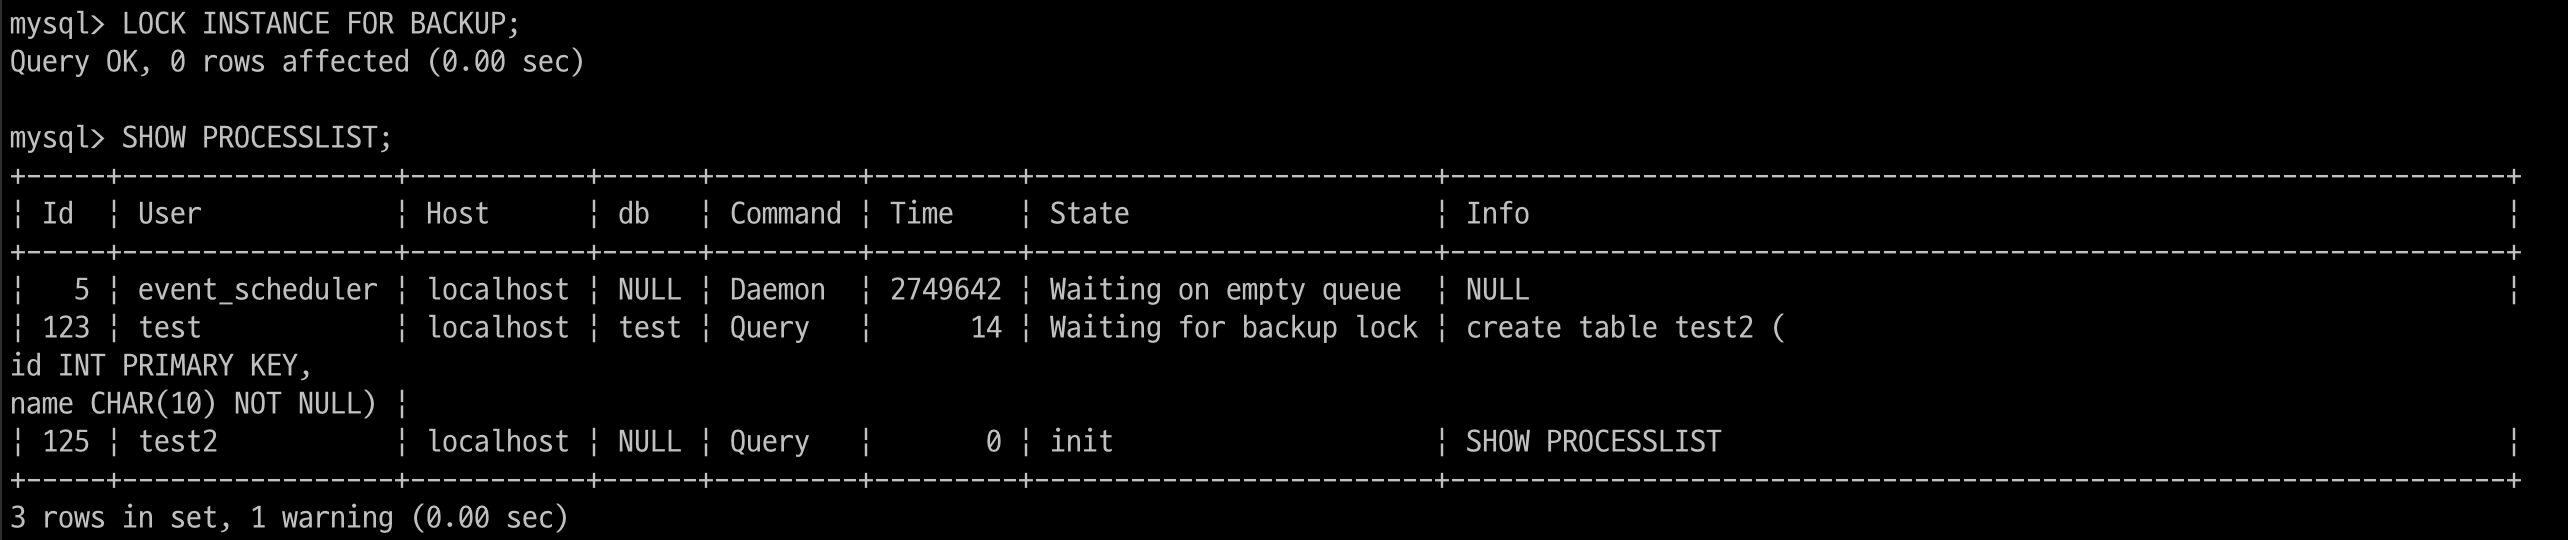 mysql> LOCK INSTANCE FOR BACKUP;
Query OK, 0 rows affected (0.00 sec)

mysql> SHOW PROCESSLIST;
+-----+-----------------+-----------+------+---------+---------+-------------------------+------------------------------------------------------------------+
¦ Id  ¦ User            ¦ Host      ¦ db   ¦ Command ¦ Time    ¦ State                   ¦ Info                                                             ¦
+-----+-----------------+-----------+------+---------+---------+-------------------------+------------------------------------------------------------------+
¦   5 ¦ event_scheduler ¦ localhost ¦ NULL ¦ Daemon  ¦ 2749642 ¦ Waiting on empty queue  ¦ NULL                                                             ¦
¦ 123 ¦ test            ¦ localhost ¦ test ¦ Query   ¦      14 ¦ Waiting for backup lock ¦ create table test2 (
id INT PRIMARY KEY,
name CHAR(10) NOT NULL) ¦
¦ 125 ¦ test2           ¦ localhost ¦ NULL ¦ Query   ¦       0 ¦ init                    ¦ SHOW PROCESSLIST                                                 ¦
+-----+-----------------+-----------+------+---------+---------+-------------------------+------------------------------------------------------------------+
3 rows in set, 1 warning (0.00 sec)